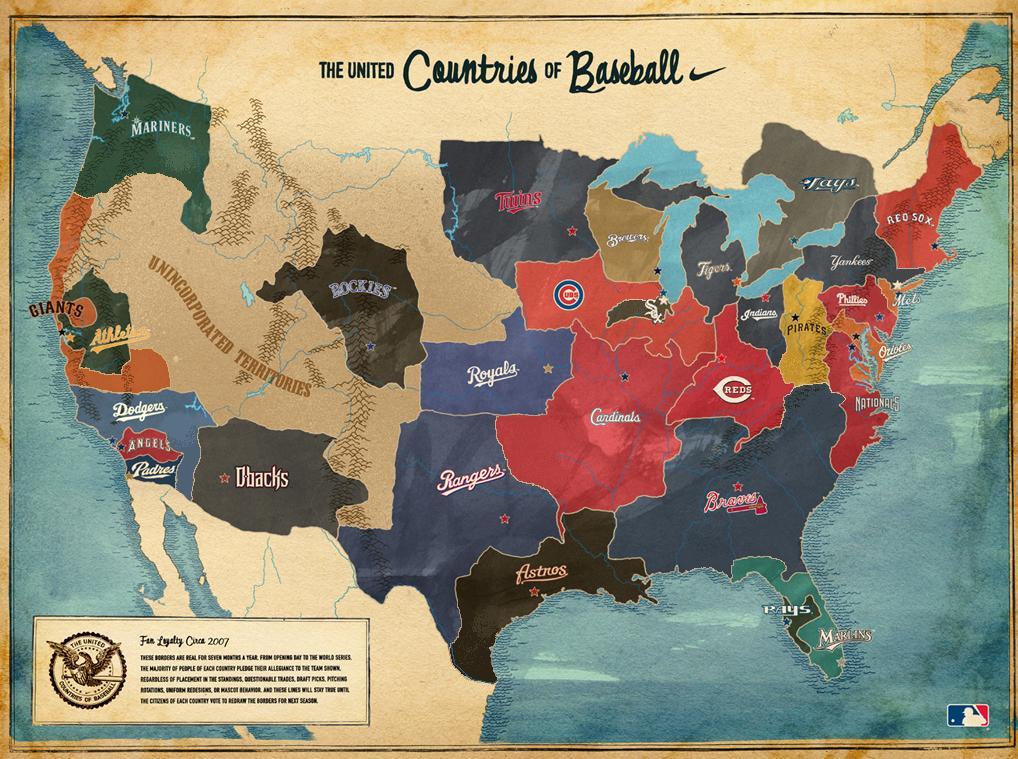 THE UNITED Countries OF Baseball
MARINERS
Twins
Jays
RED SOX
Brewers
Tigers
Yankees
ROCKIES
CUBS
Phillies
Mets
GIANTS
Athletics
UNINCORPORATED TERRITORIES
SOX
Indians
PIRATES
Orioles
Royals
REDS
Dodgers
Cardinals
NATIONALS
ANGELS
Padres
Dbacks
Rangers
Braves
Astros
RAYS
MARLINS
THE UNITED
COUNTRIES OF BASEBALL
Fan Loyalty Circa 2007
THESE BORDERS ARE REAL FOR SEVEN MONTHS A YEAR, FROM OPENING DAY TO THE WORLD SERIES.
THE MAJORITY OF PEOPLE OF EACH COUNTRY PLEDGE THEIR ALLEGIANCE TO THE TEAM SHOWN,
REGARDLESS OF PLACEMENT IN THE STANDINGS, QUESTIONABLE TRADES, DRAFT PICKS, PITCHING
ROTATIONS, UNIFORM REDESIGNS, OR MASCOT BEHAVIOR. AND THESE LINES WILL STAY TRUE UNTIL
THE CITIZENS OF EACH COUNTRY VOTE TO REDRAW THE BORDERS FOR NEXT SEASON.